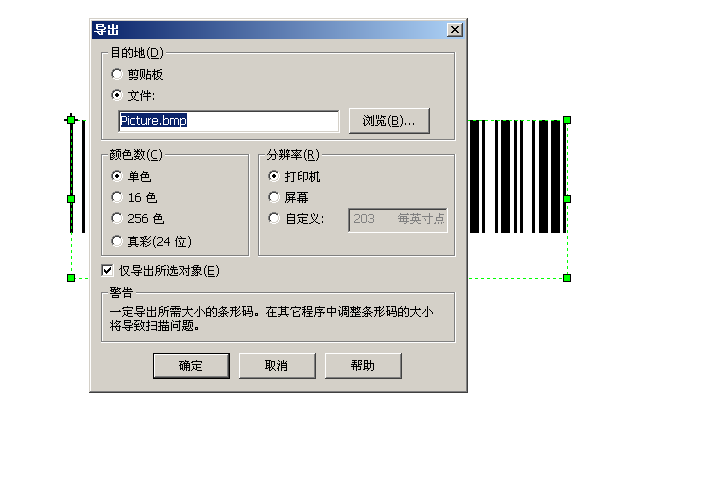 导出
目的地(D)
剪贴板
文件:
Picture.bmp
浏览(B)...
颜色数(C)
单色
16 色
256 色
真彩(24 位)
分辨率(R)
打印机
屏幕
自定义:
203 每英寸点
仅导出所选对象(E)
警告
一定导出所需大小的条形码。在其它程序中调整条形码的大小
将导致扫描问题。
确定
取消
帮助